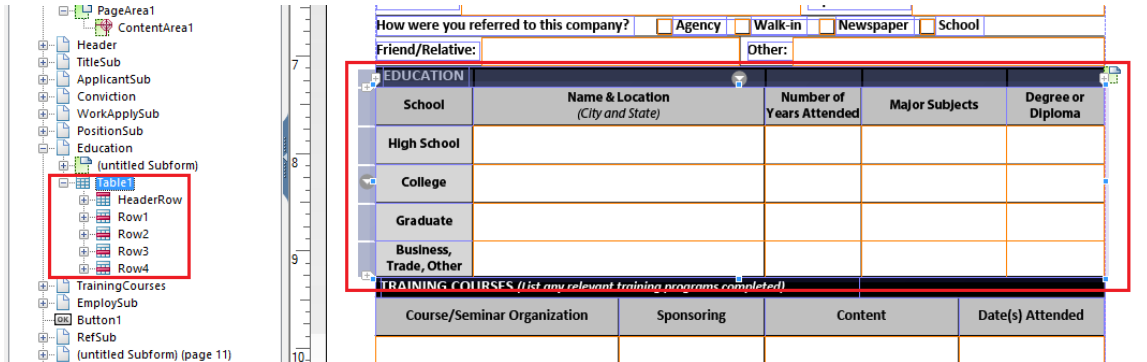 PageArea1
ContentArea1
Header
TitleSub
ApplicantSub
Conviction
WorkApplySub
PositionSub
Education
(untitled Subform)
Table1
HeaderRow
Row1
Row2
Row3
Row4
TrainingCourses
EmploySub
OK Button1
RefSub
(untitled Subform) (page 11)
7
8
9
10
How were you referred to this company? Agency Walk-in Newspaper School
Friend/Relative: Other:
EDUCATION
School Name & Location (City and State) Number of Years Attended Major Subjects Degree or Diploma
High School
College
Graduate
Business,
Trade, Other
TRAINING COURSES (List any relevant training programs completed)
Course/Seminar Organization Sponsoring Content Date(s) Attended